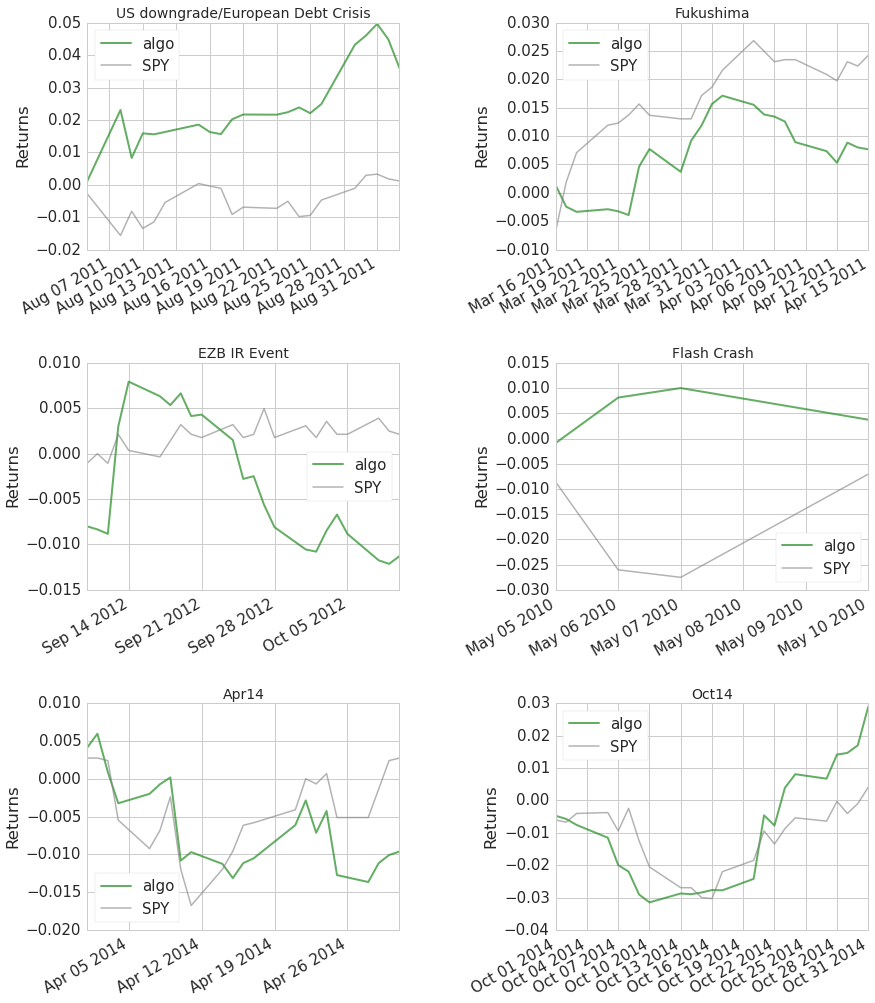 US downgrade/European Debt Crisis
Returns
0.05
0.04
0.03
0.02
0.01
0.00
−0.01
−0.02
algo
SPY
Aug 07 2011
Aug 10 2011
Aug 13 2011
Aug 16 2011
Aug 19 2011
Aug 22 2011
Aug 25 2011
Aug 28 2011
Aug 31 2011
Fukushima
Returns
0.030
0.025
0.020
0.015
0.010
0.005
0.000
−0.005
−0.010
algo
SPY
Mar 16 2011
Mar 19 2011
Mar 22 2011
Mar 25 2011
Mar 28 2011
Mar 31 2011
Apr 03 2011
Apr 06 2011
Apr 09 2011
Apr 12 2011
Apr 15 2011
EZB IR Event
Returns
0.010
0.005
0.000
−0.005
−0.010
−0.015
algo
SPY
Sep 14 2012
Sep 21 2012
Sep 28 2012
Oct 05 2012
Flash Crash
Returns
0.015
0.010
0.005
0.000
−0.005
−0.010
−0.015
−0.020
−0.025
−0.030
algo
SPY
May 05 2010
May 06 2010
May 07 2010
May 08 2010
May 09 2010
May 10 2010
Apr14
Returns
0.010
0.005
0.000
−0.005
−0.010
−0.015
−0.020
algo
SPY
Apr 05 2014
Apr 12 2014
Apr 19 2014
Apr 26 2014
Oct14
Returns
0.03
0.02
0.01
0.00
−0.01
−0.02
−0.03
−0.04
algo
SPY
Oct 01 2014
Oct 04 2014
Oct 07 2014
Oct 10 2014
Oct 13 2014
Oct 16 2014
Oct 19 2014
Oct 22 2014
Oct 25 2014
Oct 28 2014
Oct 31 2014